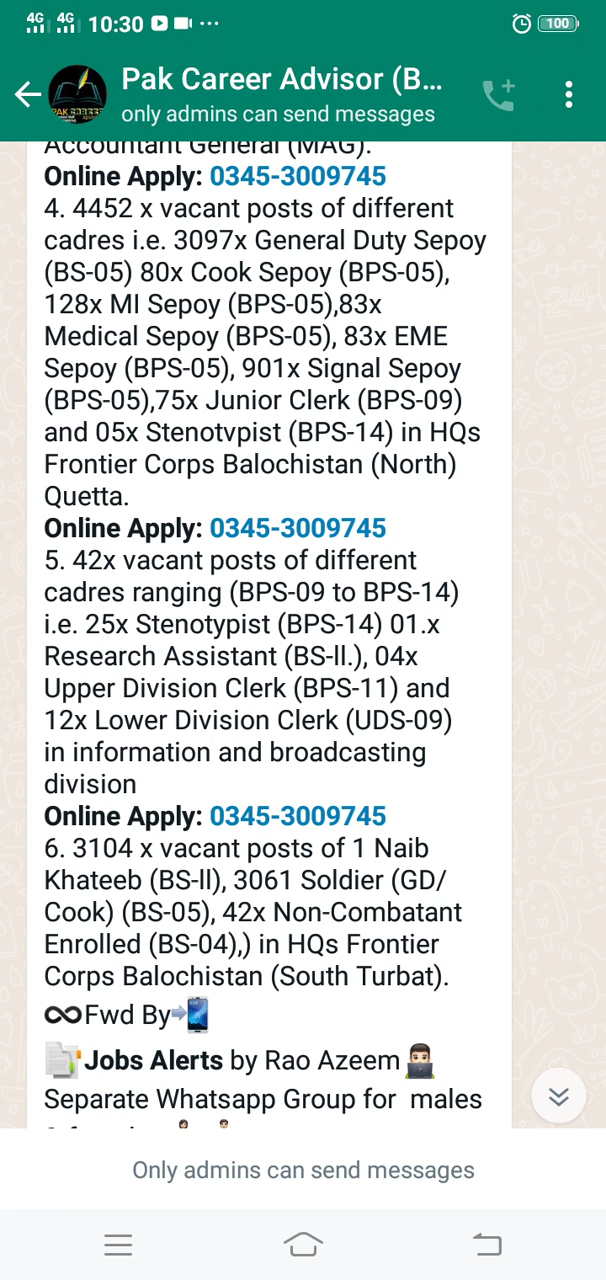 4G 4G 10:30 ... 100
Pak Career Advisor (B...
only admins can send messages
Accountant General (MAG).
Online Apply: 0345-3009745
4. 4452 x vacant posts of different
cadres i.e. 3097x General Duty Sepoy
(BS-05) 80x Cook Sepoy (BPS-05),
128x MI Sepoy (BPS-05),83x
Medical Sepoy (BPS-05), 83x EME
Sepoy (BPS-05), 901x Signal Sepoy
(BPS-05),75x Junior Clerk (BPS-09)
and 05x Stenotvpist (BPS-14) in HQs
Frontier Corps Balochistan (North)
Quetta.
Online Apply: 0345-3009745
5. 42x vacant posts of different
cadres ranging (BPS-09 to BPS-14)
i.e. 25x Stenotypist (BPS-14) 01.x
Research Assistant (BS-ll.), 04x
Upper Division Clerk (BPS-11) and
12x Lower Division Clerk (UDS-09)
in information and broadcasting
division
Online Apply: 0345-3009745
6. 3104 x vacant posts of 1 Naib
Khateeb (BS-ll), 3061 Soldier (GD/
Cook) (BS-05), 42x Non-Combatant
Enrolled (BS-04),) in HQs Frontier
Corps Balochistan (South Turbat).
♾Fwd By➡📱
📑Jobs Alerts by Rao Azeem👨🏻‍💻
Separate Whatsapp Group for  males
Only admins can send messages